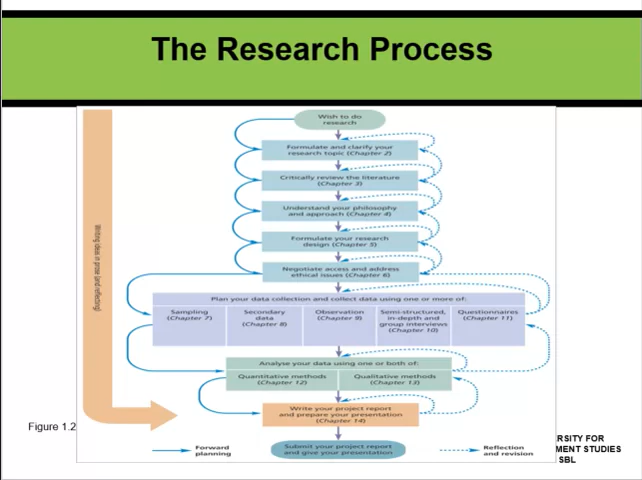 The Research Process
Wish to do
research
Formulate and clarify your
research topic (Chapter 2)
Critically review the literature
(Chapter 3)
Understand your philosophy
and approach (Chapter 4)
Formulate your research
design (Chapter 5)
Negotiate access and address
ethical issues (Chapter 6)
Plan your data collection and collect data using one or more of:
Sampling
(Chapter 7)
Secondary
data
(Chapter 8)
Observation
(Chapter 9)
Semi-structured,
in-depth and
group interviews
(Chapter 10)
Questionnaires
(Chapter 11)
Analyse your data using one or both of:
Quantitative methods
(Chapter 12)
Qualitative methods
(Chapter 13)
Write your project report
and prepare your presentation
(Chapter 14)
Submit your project report
and give your presentation
Forward
planning
Reflection
and revision
Figure 1.2
ERSITY FOR
MENT STUDIES
SBL